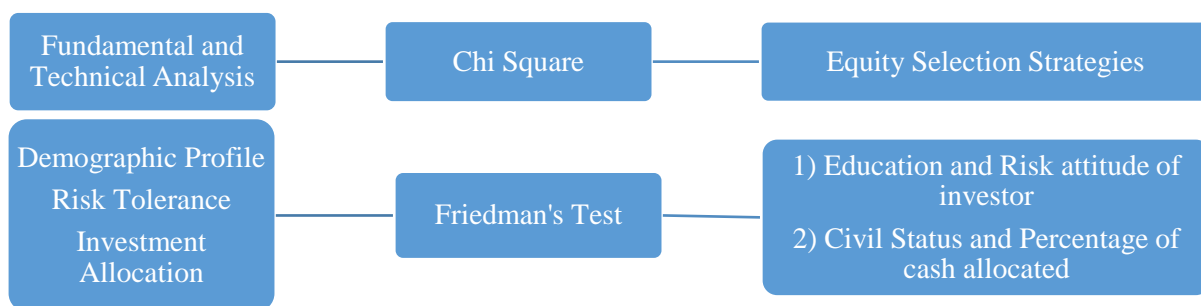 Fundamental and
Technical Analysis
Chi Square
Equity Selection Strategies
Demographic Profile
Risk Tolerance
Investment
Allocation
Friedman's Test
1) Education and Risk attitude of
investor
2) Civil Status and Percentage of
cash allocated